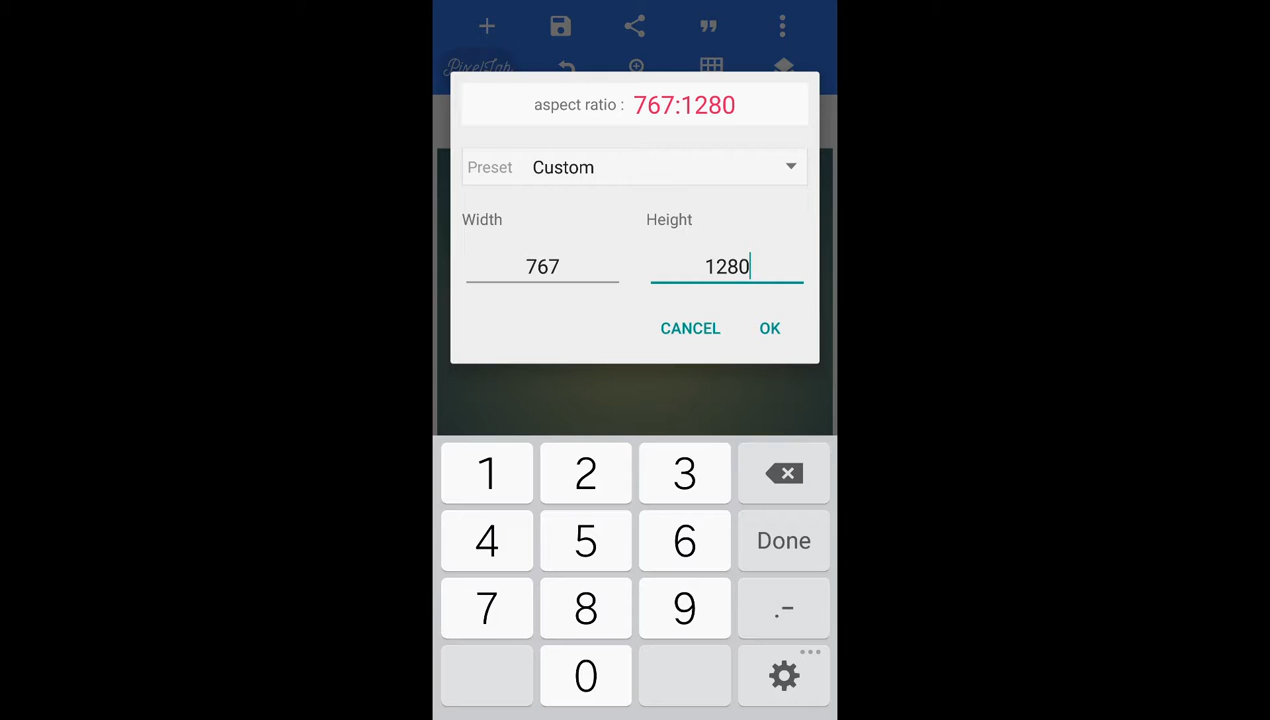 PixelLab
aspect ratio : 767:1280
Preset Custom
Width Height
767 1280
CANCEL OK
1 2 3
4 5 6 Done
7 8 9 .-
0